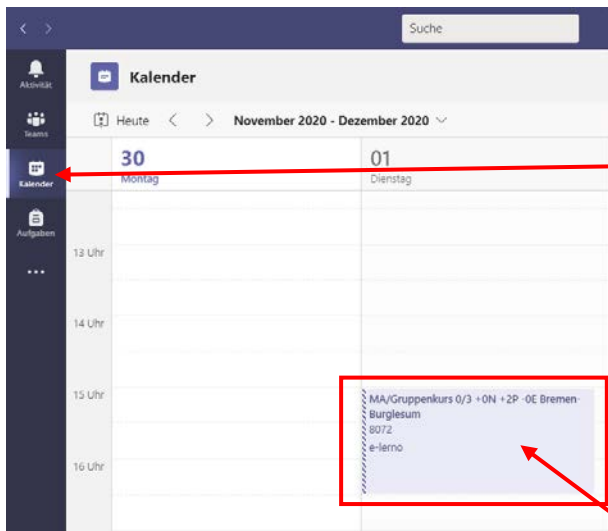 Suche
Aktivität
Kalender
Teams
Heute
November 2020 - Dezember 2020
Kalender
30
Montag
01
Dienstag
Aufgaben
13 Uhr
14 Uhr
15 Uhr
MA/Gruppenkurs 0/3 +0N +2P -0E Bremen-
Burglesum
8072
e-lerno
16 Uhr